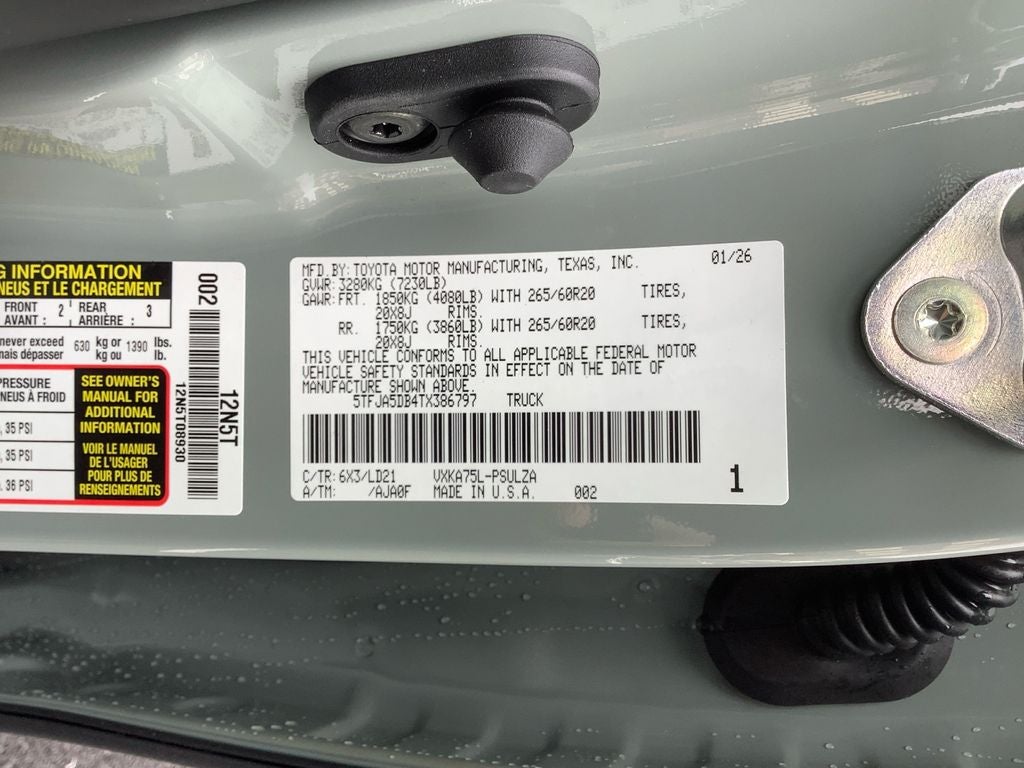 G INFORMATION
NEUS ET LE CHARGEMENT
FRONT 2 REAR 3
AVANT : ARRIÈRE :
never exceed 630 kg or 1390 lbs.
mais dépasser kg ou lb.
PRESSURE
NEUS À FROID
, 35 PSI
, 35 PSI
. 36 PSI
SEE OWNER'S
MANUAL FOR
ADDITIONAL
INFORMATION
VOIR LE MANUEL
DE L'USAGER
POUR PLUS DE
RENSEIGNEMENTS
002
12N5T
12N5T08930
MFD.BY:TOYOTA MOTOR MANUFACTURING, TEXAS, INC. 01/26
GVWR:3280KG (7230LB)
GAWR:FRT. 1850KG (4080LB) WITH 265/60R20 TIRES,
20X8J RIMS.
RR. 1750KG (3860LB) WITH 265/60R20 TIRES,
20X8J RIMS.
THIS VEHICLE CONFORMS TO ALL APPLICABLE FEDERAL MOTOR
VEHICLE SAFETY STANDARDS IN EFFECT ON THE DATE OF
MANUFACTURE SHOWN ABOVE.
5TFJA5DB4TX386797 TRUCK
C/TR:6X3/LD21 VXKA75L-PSULZA
A/TM: /AJA0F MADE IN U.S.A. 002
1